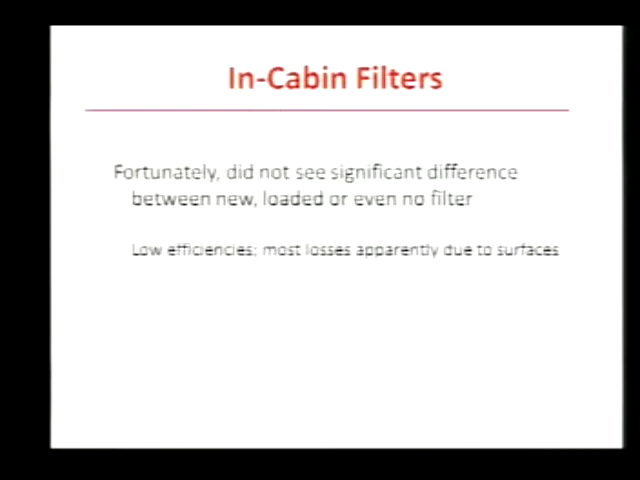 In-Cabin Filters
Fortunately, did not see significant difference
between new, loaded or even no filter
Low efficiencies; most losses apparently due to surfaces